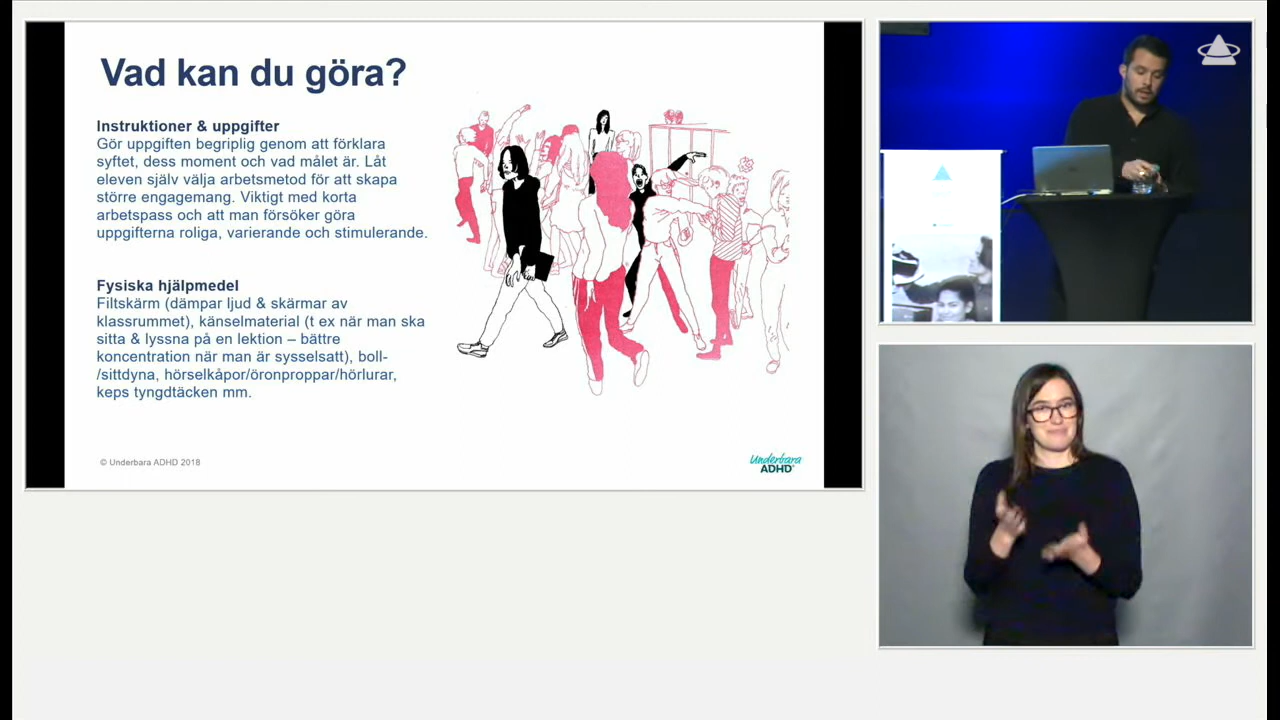 Vad kan du göra?
Instruktioner & uppgifter
Gör uppgiften begriplig genom att förklara
syftet, dess moment och vad målet är. Låt
eleven själv välja arbetsmetod för att skapa
större engagemang. Viktigt med korta
arbetspass och att man försöker göra
uppgifterna roliga, varierande och stimulerande.
Fysiska hjälpmedel
Filtskärm (dämpar ljud & skärmar av
klassrummet), känselmaterial (t ex när man ska
sitta & lyssna på en lektion – bättre
koncentration när man är sysselsatt), boll-
/sittdyna, hörselkåpor/öronproppar/hörlurar,
keps tyngdtäcken mm.
© Underbara ADHD 2018
Underbara
ADHD